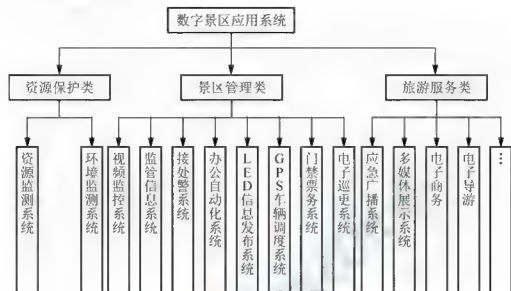 数字景区应用系统
资源保护类
景区管理类
旅游服务类
资源监测系统
环境监测系统
视频监控系统
监管信息系统
接处警系统
办公自动化系统
LED信息发布系统
GPS车辆调度系统
门禁票务系统
电子巡更系统
应急广播系统
多媒体展示系统
电子商务
电子导游
…